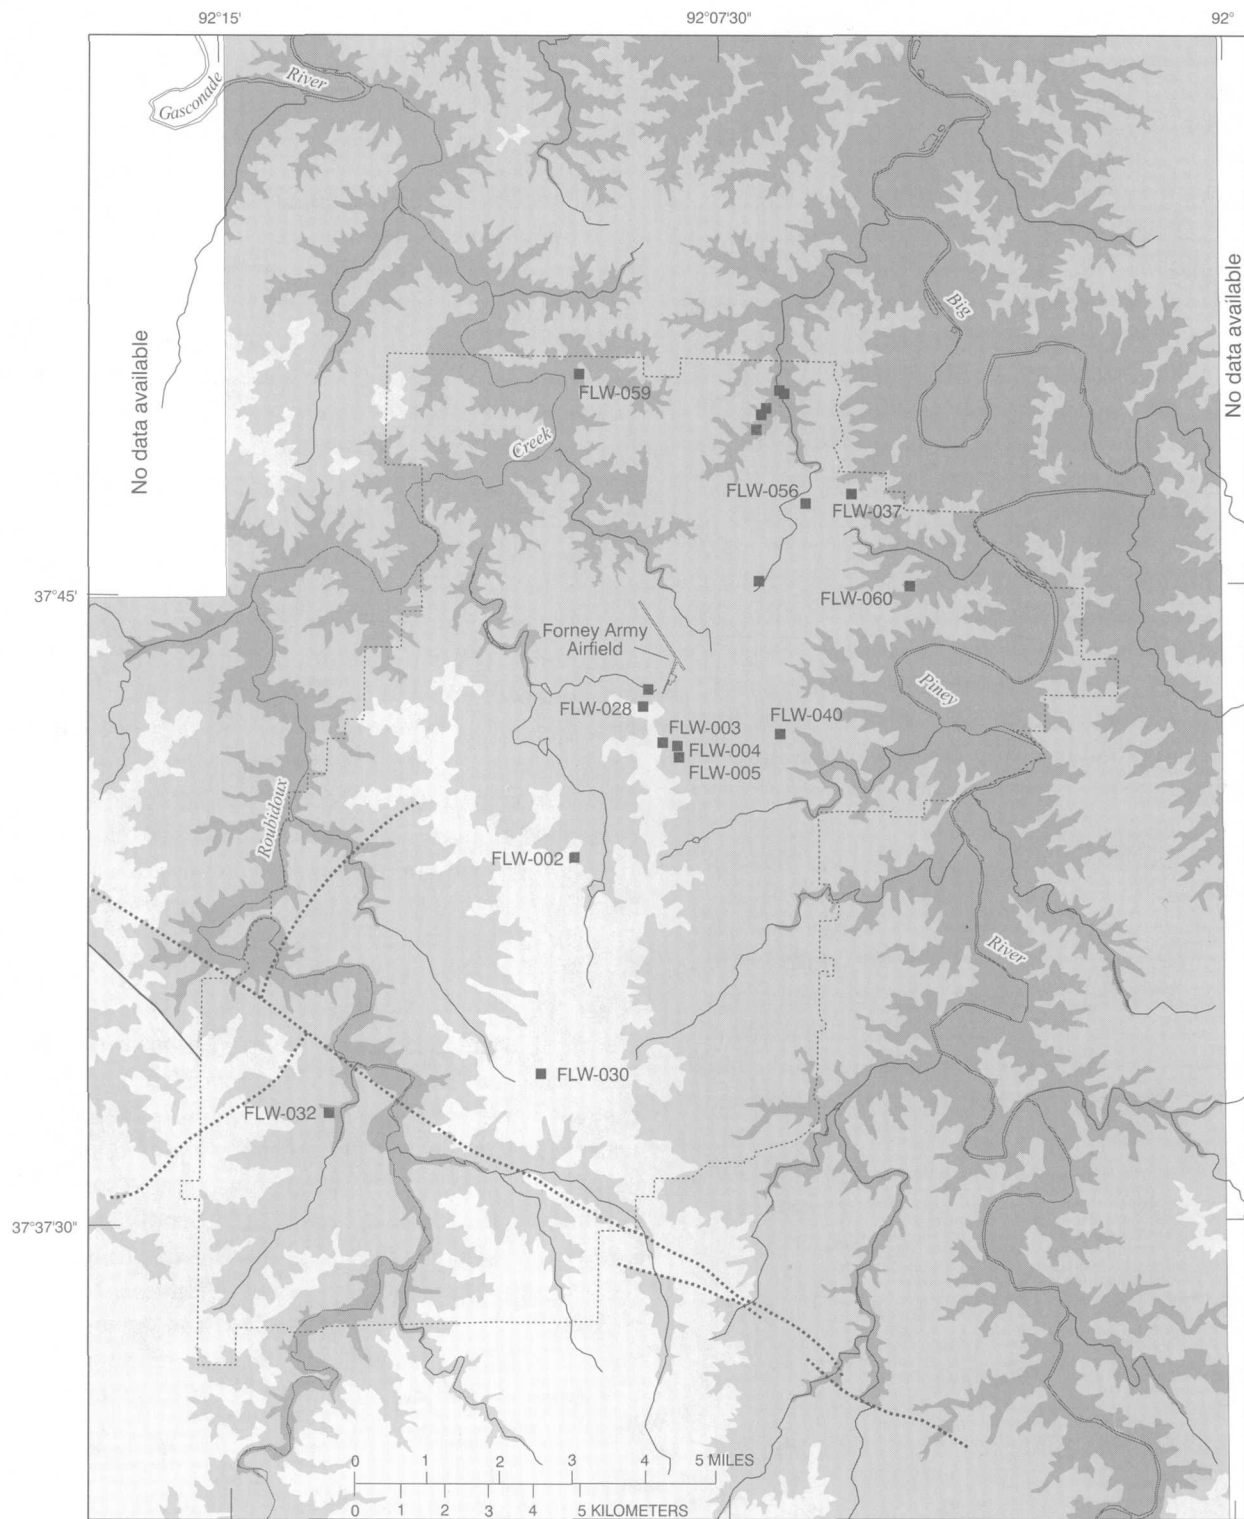 92°15'
92°07'30"
92°
Gasconade
River
No data available
No data available
Big
FLW-059
Creek
FLW-056
FLW-037
37°45'
FLW-060
Forney Army
Airfield
Piney
FLW-028
FLW-003
FLW-040
FLW-004
FLW-005
Roubidoux
FLW-002
River
FLW-030
FLW-032
37°37'30"
0 1 2 3 4 5 MILES
0 1 2 3 4 5 KILOMETERS